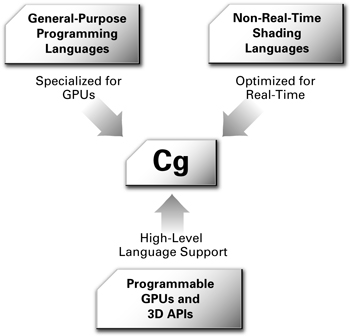 General-Purpose
Programming
Languages
Non-Real-Time
Shading
Languages
Specialized for
GPUs
Optimized for
Real-Time
Cg
High-Level
Language Support
Programmable
GPUs and
3D APIs